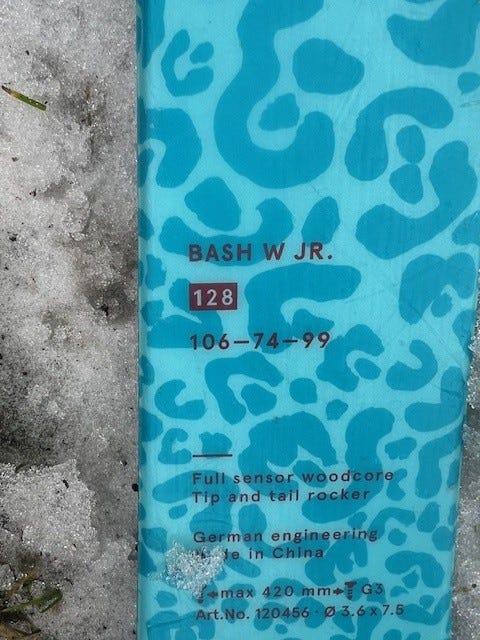 BASH W JR.
128
106–74–99
Full sensor woodcore
Tip and tail rocker
German engineering
in China
max 420 mm G3
Art.No. 120456 · Ø 3.6 x 7.5